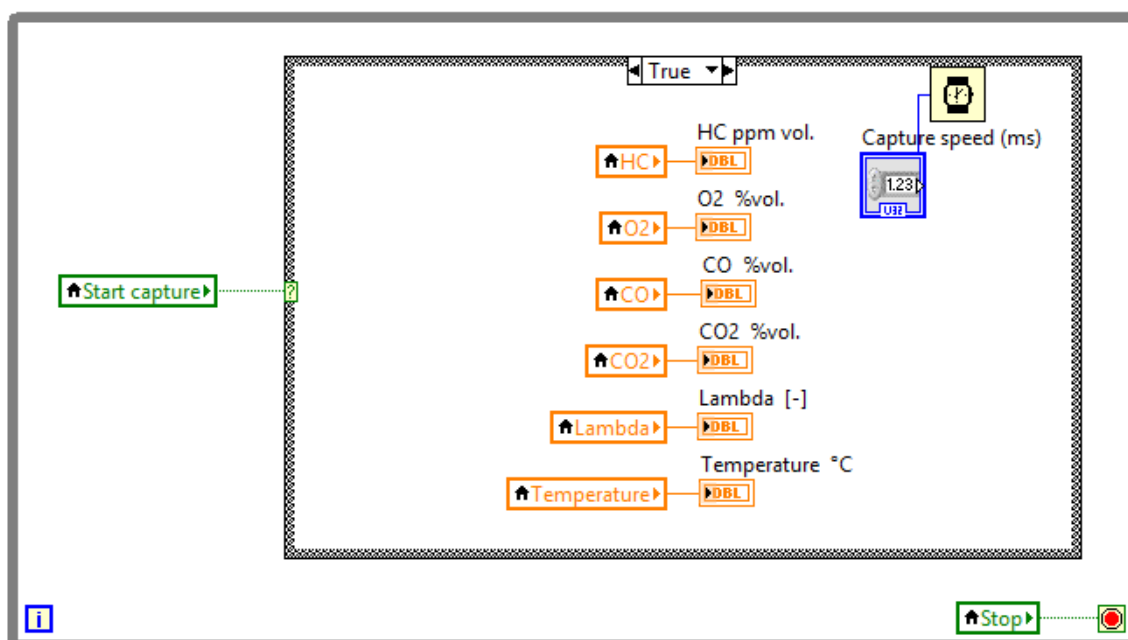 True
HC ppm vol.
Capture speed (ms)
HC
DBL
1.23
U32
O2 %vol.
O2
DBL
CO %vol.
Start capture
?
CO
DBL
CO2 %vol.
CO2
DBL
Lambda [-]
Lambda
DBL
Temperature °C
Temperature
DBL
i
Stop